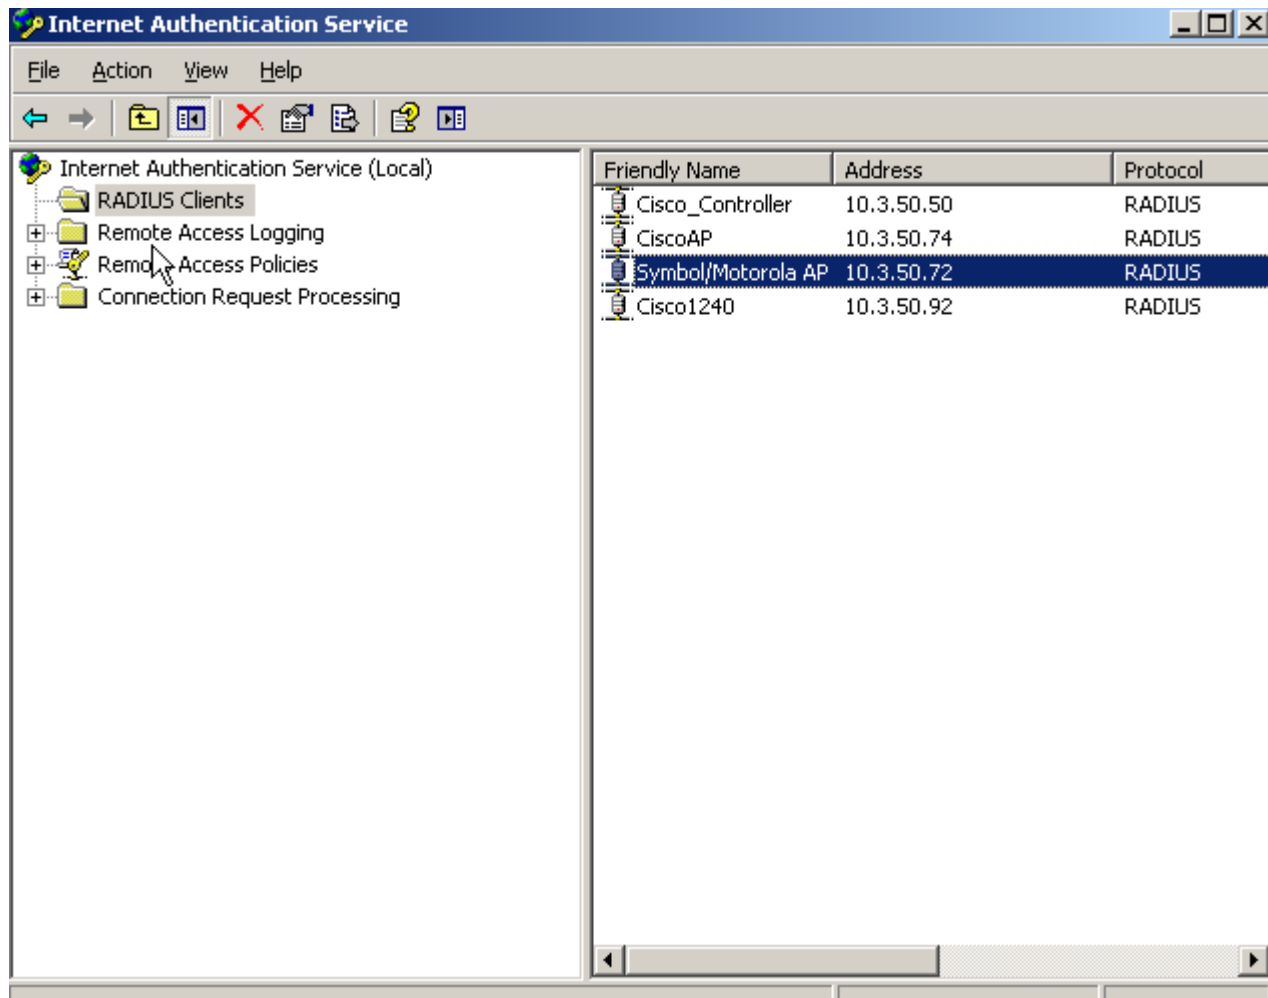 Internet Authentication Service
File Action View Help
Internet Authentication Service (Local)
RADIUS Clients
Remote Access Logging
Remote Access Policies
Connection Request Processing
Friendly Name Address Protocol
Cisco_Controller 10.3.50.50 RADIUS
CiscoAP 10.3.50.74 RADIUS
Symbol/Motorola AP 10.3.50.72 RADIUS
Cisco1240 10.3.50.92 RADIUS